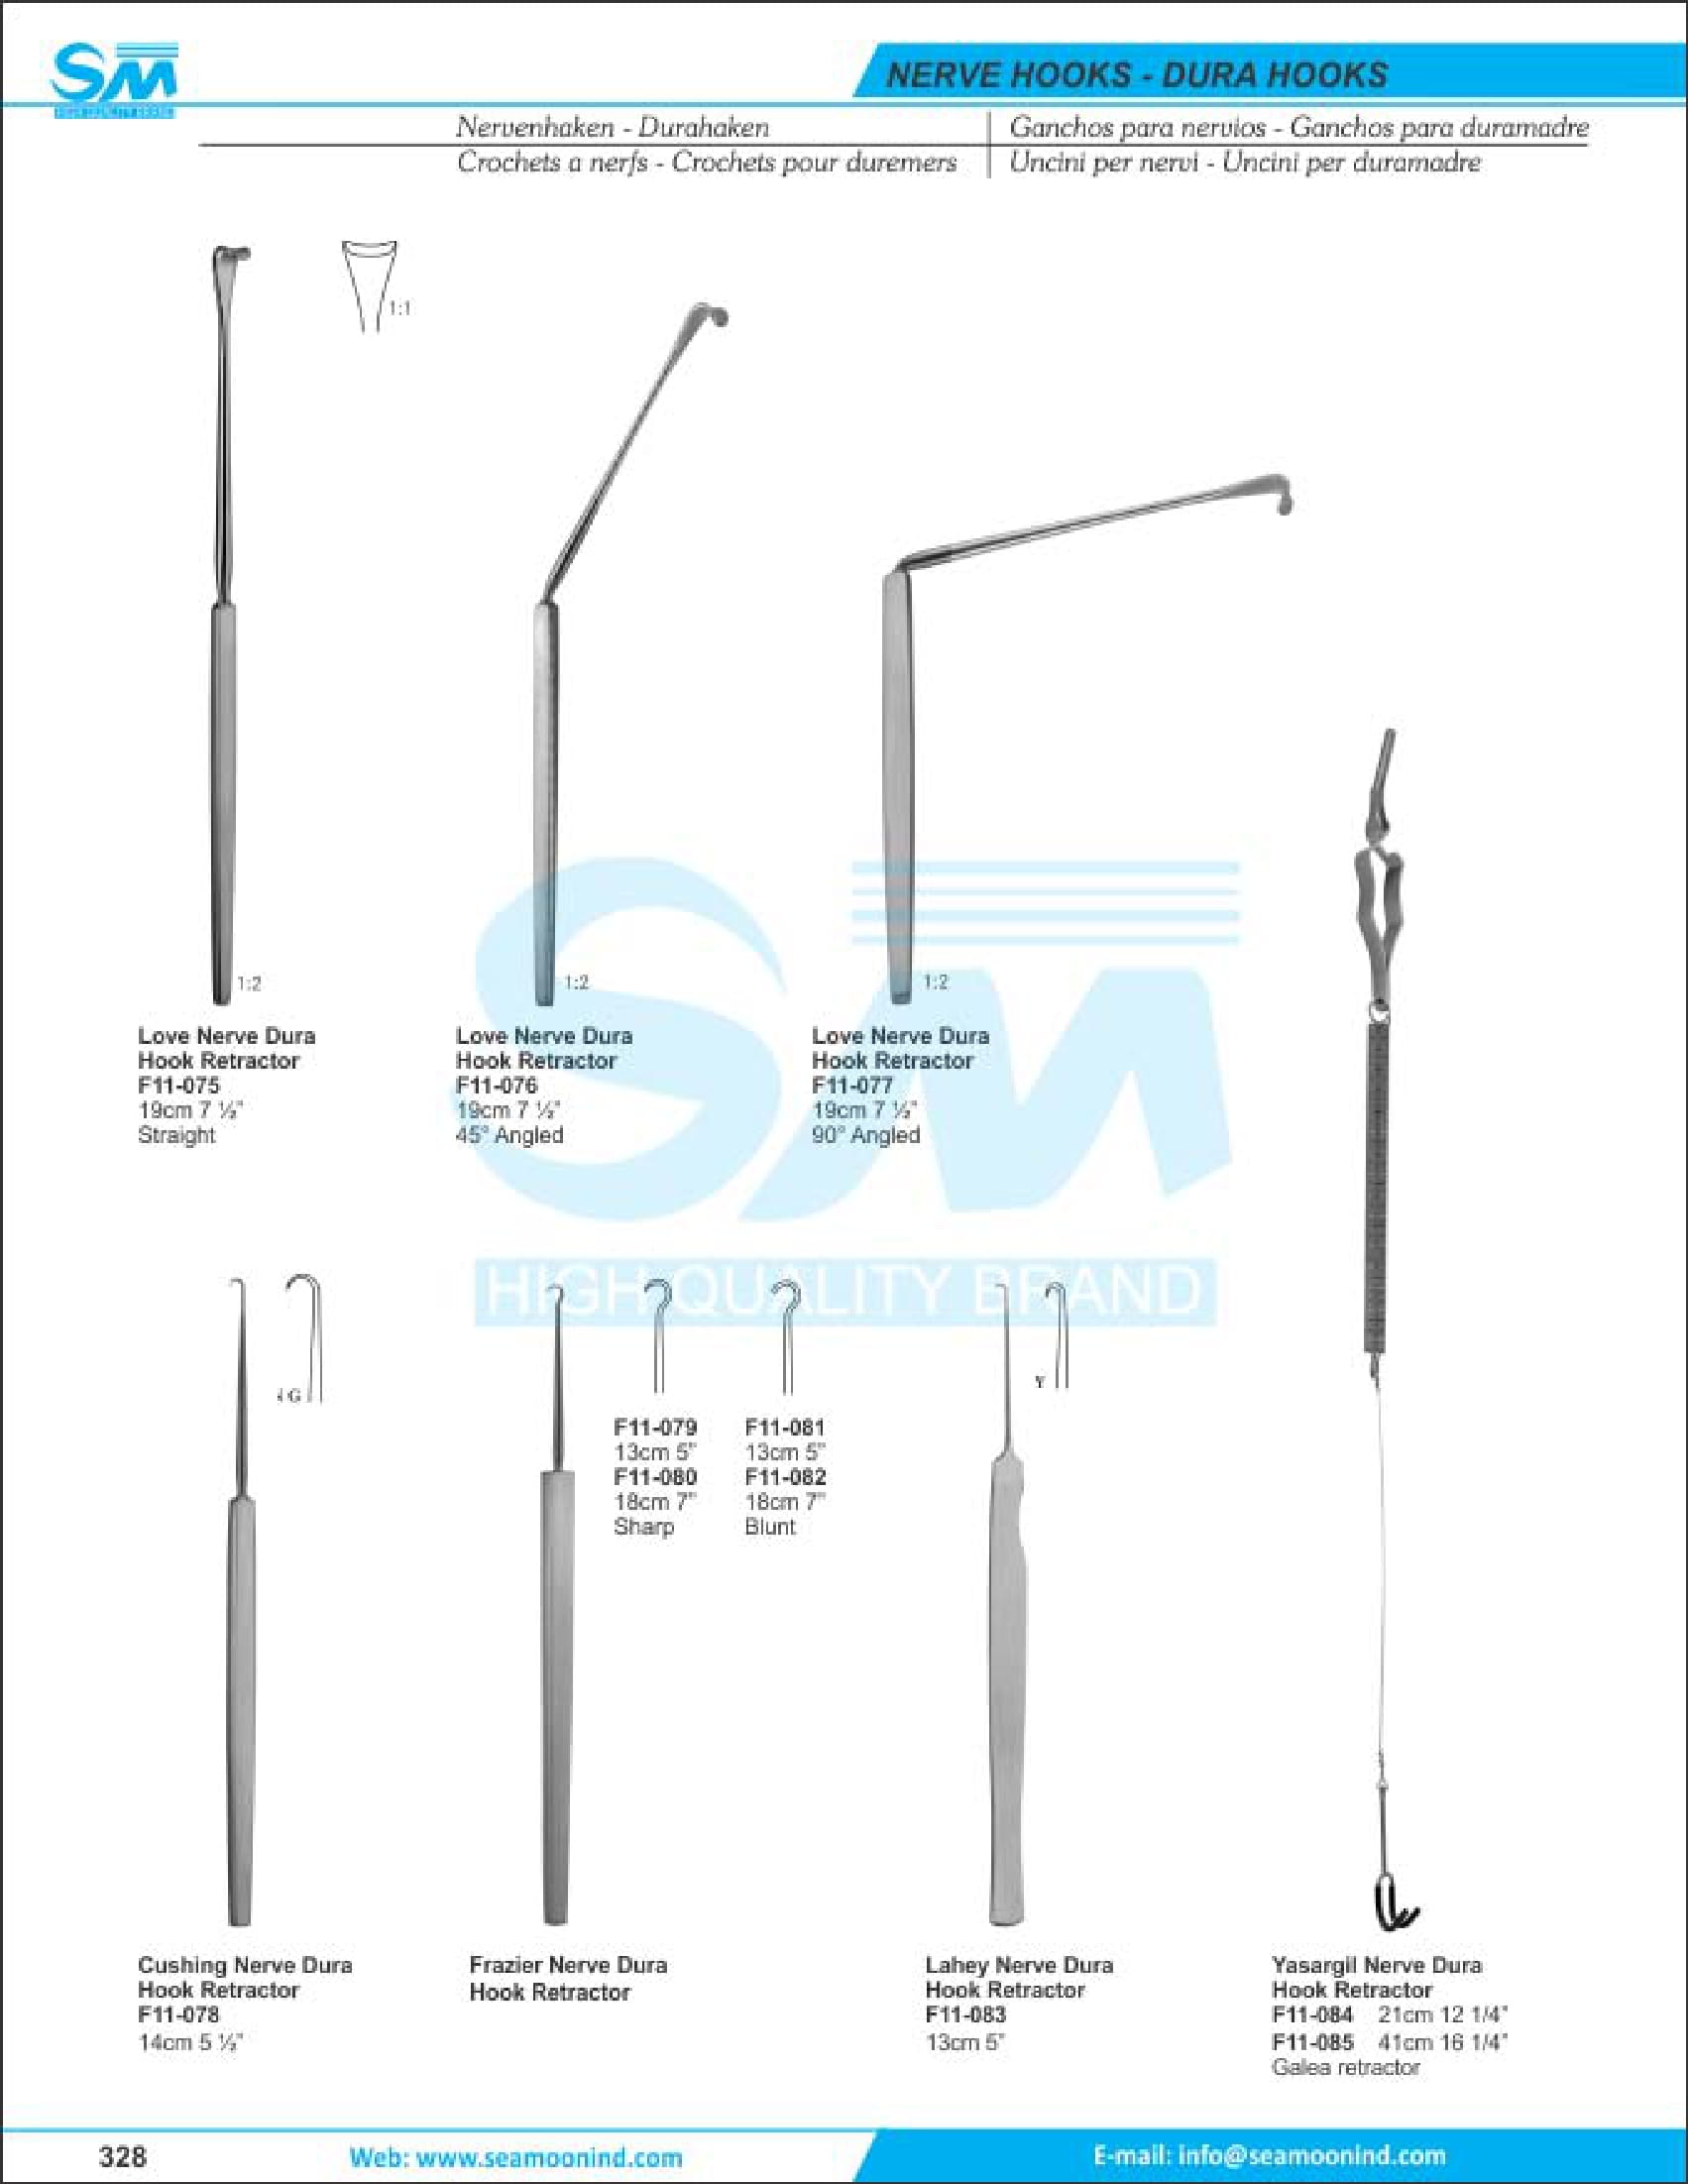 SM
HIGH QUALITY BRAND
NERVE HOOKS - DURA HOOKS
Nervenhaken - Durahaken
Ganchos para nervios - Ganchos para duramadre
Crochets a nerfs - Crochets pour duremers
Uncini per nervi - Uncini per duramadre
1:1
1:2
1:2
1:2
Love Nerve Dura
Hook Retractor
F11-075
19cm 7 ½"
Straight
Love Nerve Dura
Hook Retractor
F11-076
19cm 7 ½"
45° Angled
Love Nerve Dura
Hook Retractor
F11-077
19cm 7 ½"
90° Angled
SM
HIGH QUALITY BRAND
G
Y
F11-079
13cm 5"
F11-080
18cm 7"
Sharp
F11-081
13cm 5"
F11-082
18cm 7"
Blunt
Cushing Nerve Dura
Hook Retractor
F11-078
14cm 5 ½"
Frazier Nerve Dura
Hook Retractor
Lahey Nerve Dura
Hook Retractor
F11-083
13cm 5"
Yasargil Nerve Dura
Hook Retractor
F11-084 21cm 12 1/4"
F11-085 41cm 16 1/4"
Galea retractor
328
Web: www.seamoonind.com
E-mail: info@seamoonind.com